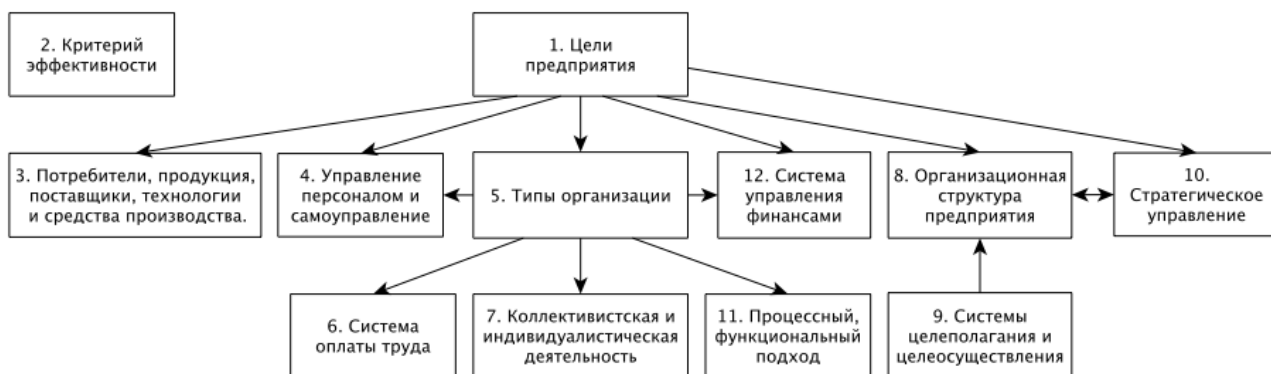 2. Критерий
эффективности
1. Цели
предприятия
3. Потребители, продукция,
поставщики, технологии
и средства производства.
4. Управление
персоналом и
самоуправление
5. Типы организации
12. Система
управления
финансами
8. Организационная
структура
предприятия
10.
Стратегическое
управление
6. Система
оплаты труда
7. Коллективистская и
индивидуалистическая
деятельность
11. Процессный,
функциональный
подход
9. Системы
целеполагания и
целеосуществления